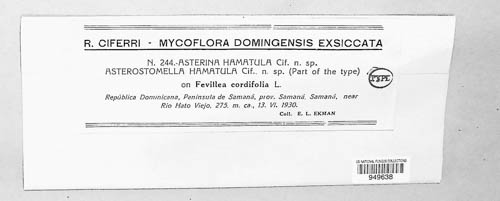 R. CIFERRI - MYCOFLORA DOMINGENSIS EXSICCATA
N. 244.-ASTERINA HAMATULA Cif. n. sp.
ASTEROSTOMELLA HAMATULA Cif.. n. sp. (Part of the type)
TYPE
on Fevillea cordifolia L.
República Dominicana, Península de Samaná, prov. Samaná, Samaná, near
Rio Hato Viejo, 275. m. ca., 13. VI. 1930.
Coll. E. L. EKMAN
US NATIONAL FUNGUS COLLECTIONS
949638